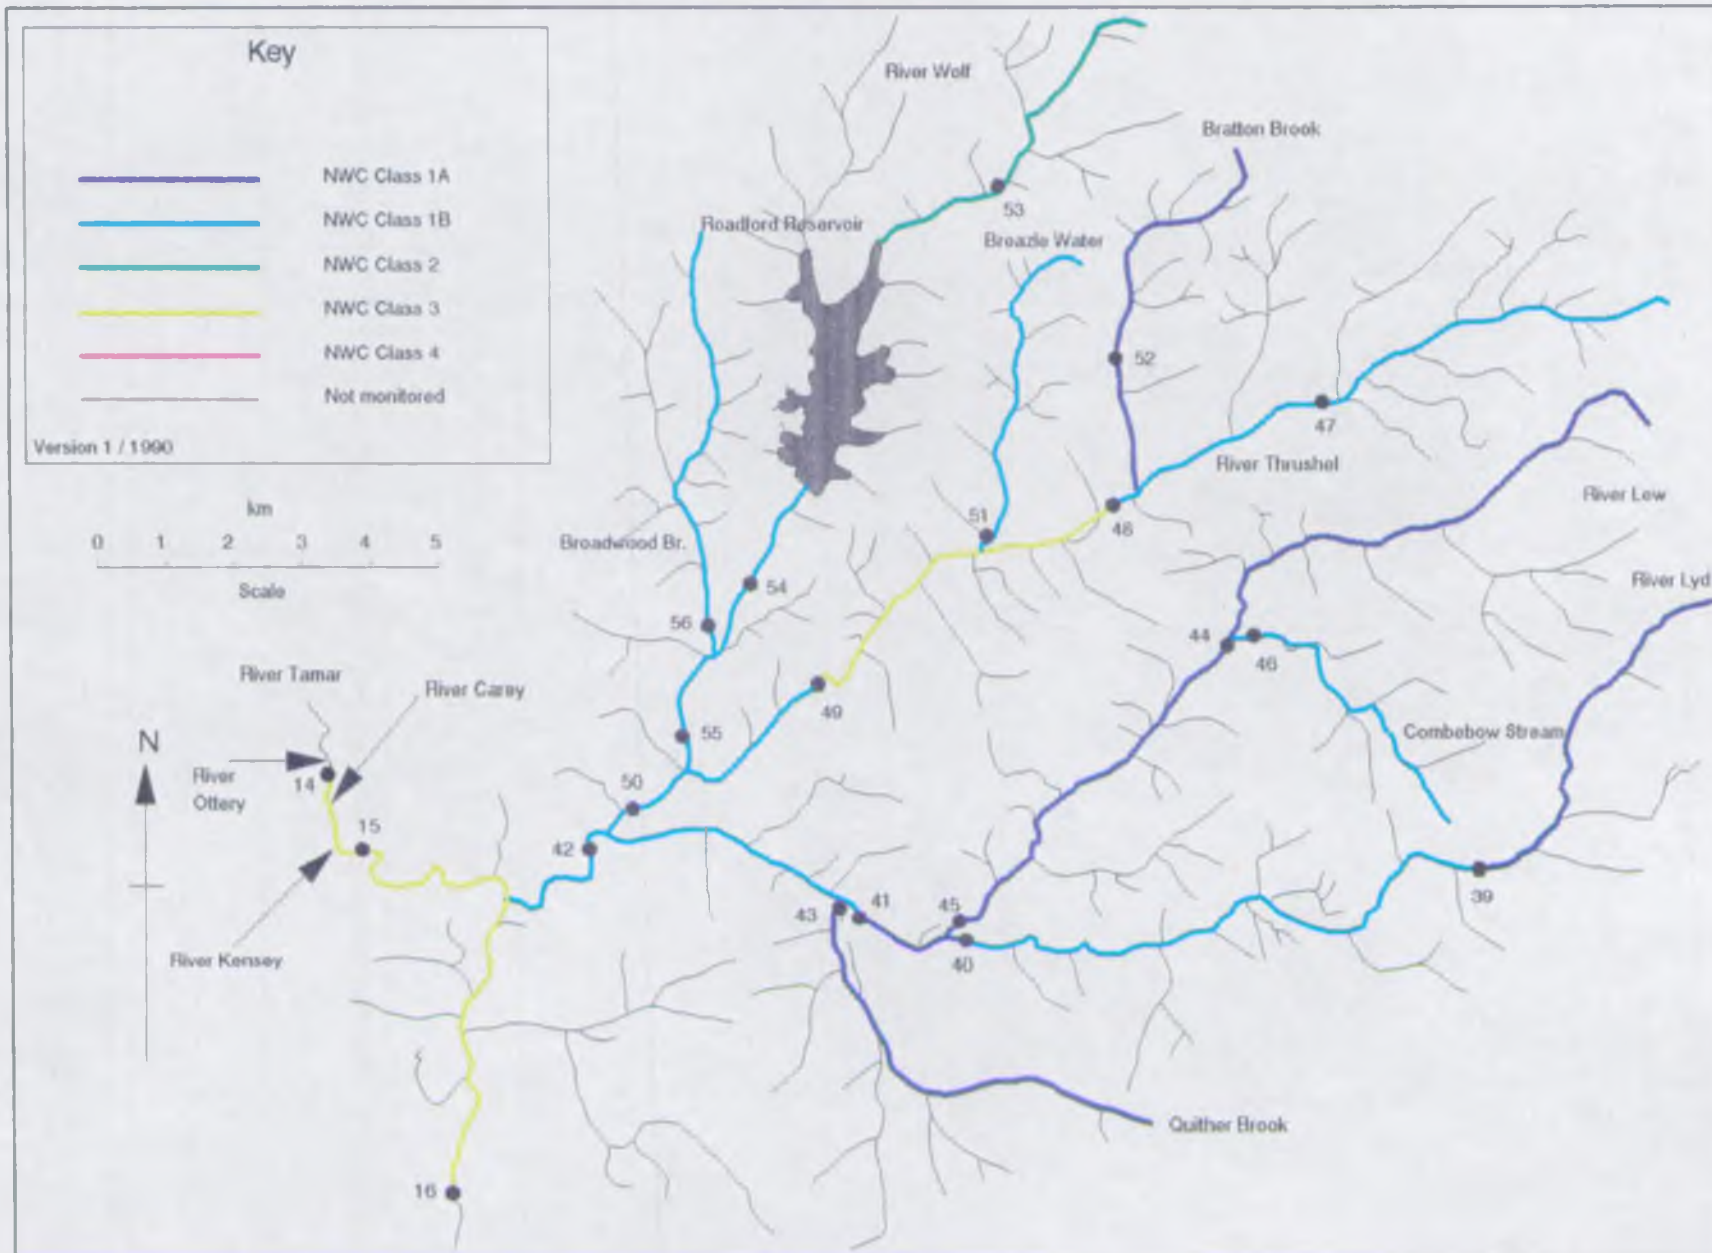 Key
NWC Class 1A
NWC Class 1B
NWC Class 2
NWC Class 3
NWC Class 4
Not monitored
Version 1 / 1990
km
0 1 2 3 4 5
Scale
River Wolf
Bratton Brook
53
Roadford Reservoir
Breazle Water
52
47
River Thrushel
River Lew
51
48
Broadwood Br.
54
River Lyd
56
44
46
River Tamar
River Carey
49
Combebow Stream
N
55
River
Ottery
14
50
15
42
39
43
41
45
40
River Kensey
Quither Brook
16